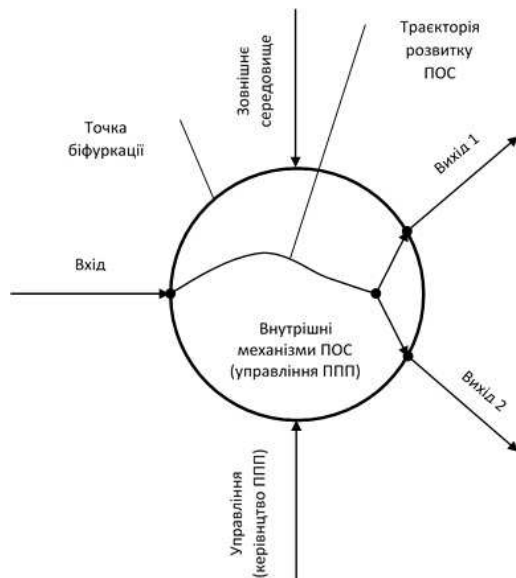 Траєкторія
розвитку
ПОС
Зовнішнє
середовище
Точка
біфуркації
Вихід 1
Вхід
Внутрішні
механізми ПОС
(управління ППП)
Вихід 2
Управління
(керівнцтво ППП)